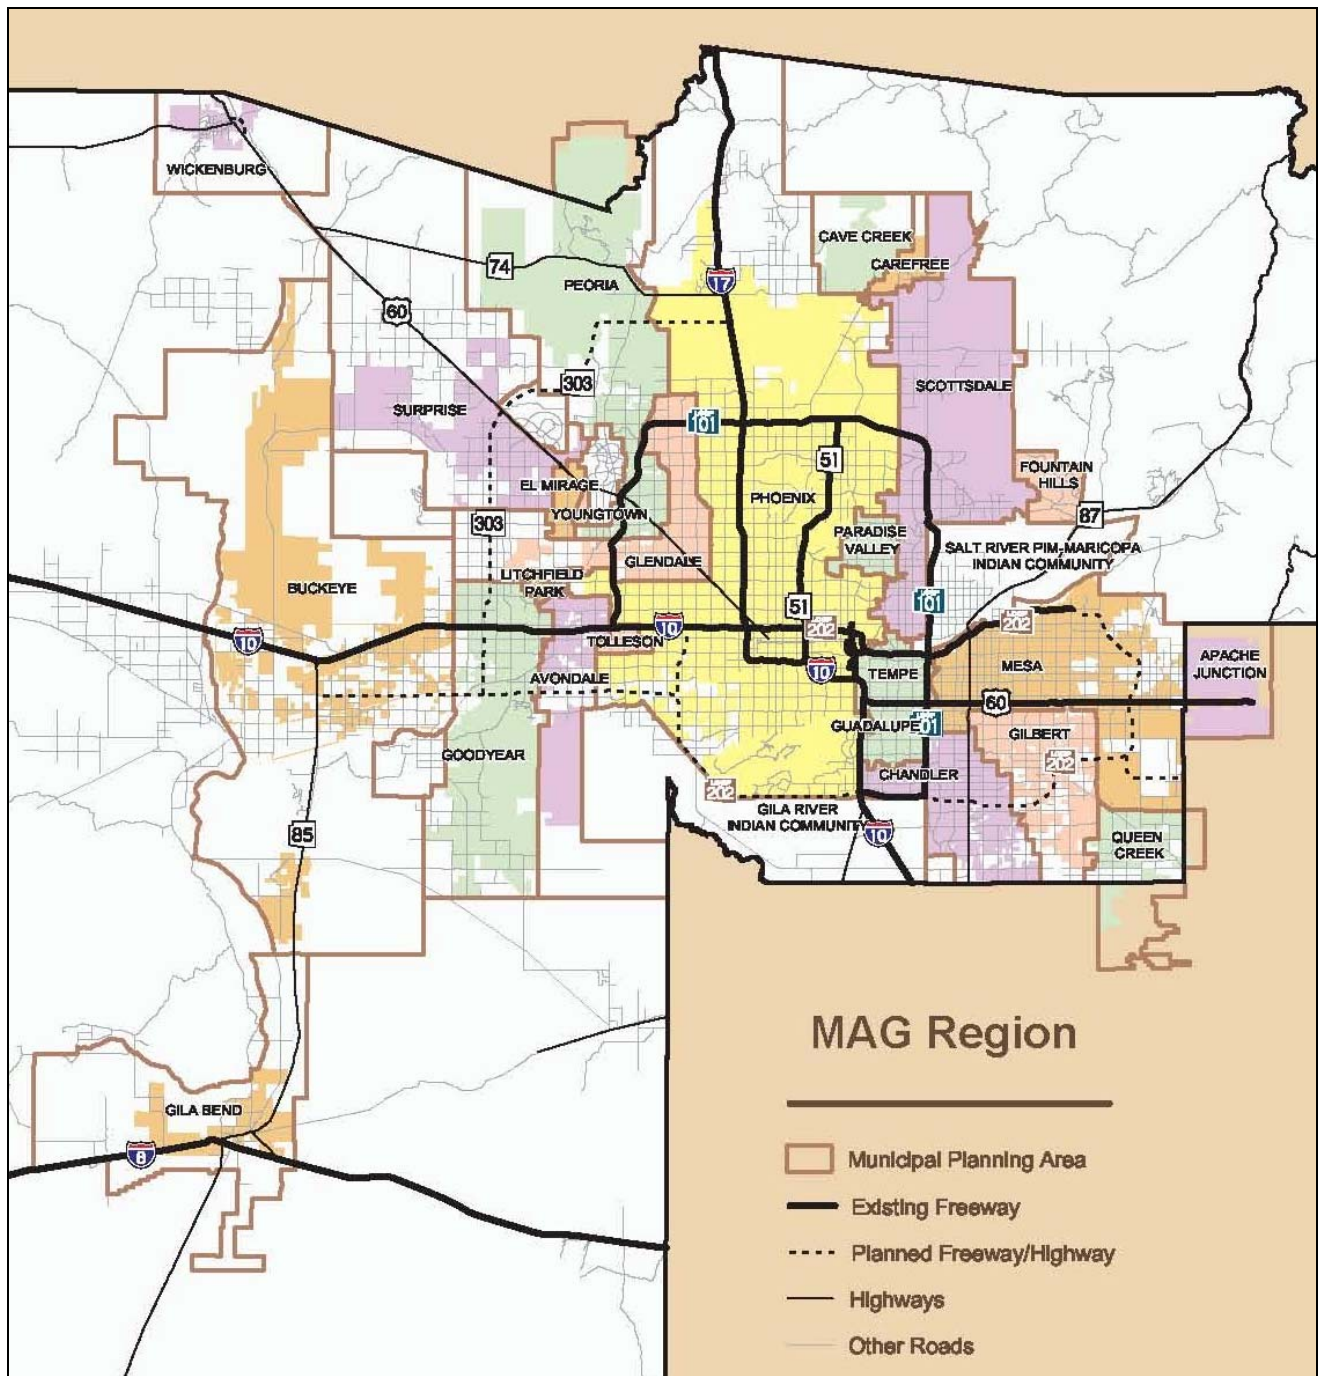 WICKENBURG
CAVE CREEK
CAREFREE
74
PEORIA
17
60
303
SCOTTSDALE
SURPRISE
LOOP
101
51
FOUNTAIN
HILLS
EL MIRAGE
PHOENIX
YOUNGTOWN
87
303
PARADISE
VALLEY
SALT RIVER PIM-MARICOPA
INDIAN COMMUNITY
GLENDALE
LITCHFIELD
PARK
BUCKEYE
51
101
10
10
202
202
TOLLESON
APACHE
JUNCTION
MESA
10
TEMPE
AVONDALE
60
GUADALUPE
01
GILBERT
GOODYEAR
202
CHANDLER
202
GILA RIVER
INDIAN COMMUNITY
10
85
QUEEN
CREEK
MAG Region
GILA BEND
8
Municipal Planning Area
Existing Freeway
Planned Freeway/Highway
Highways
Other Roads